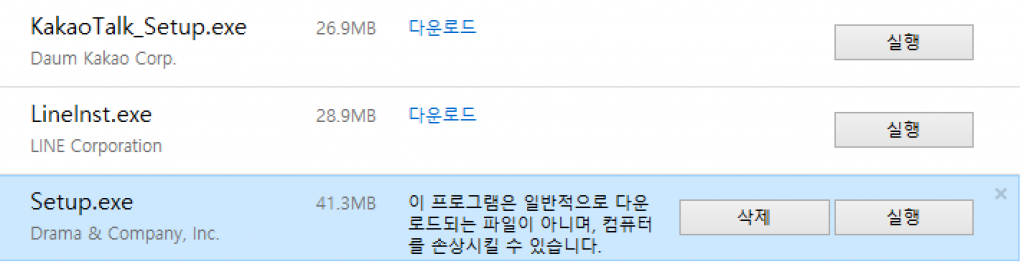 KakaoTalk_Setup.exe 26.9MB 다운로드 실행
Daum Kakao Corp.
LineInst.exe 28.9MB 다운로드 실행
LINE Corporation
Setup.exe 41.3MB 이 프로그램은 일반적으로 다운
로드되는 파일이 아니며, 컴퓨터 삭제 실행
Drama & Company, Inc. 를 손상시킬 수 있습니다.